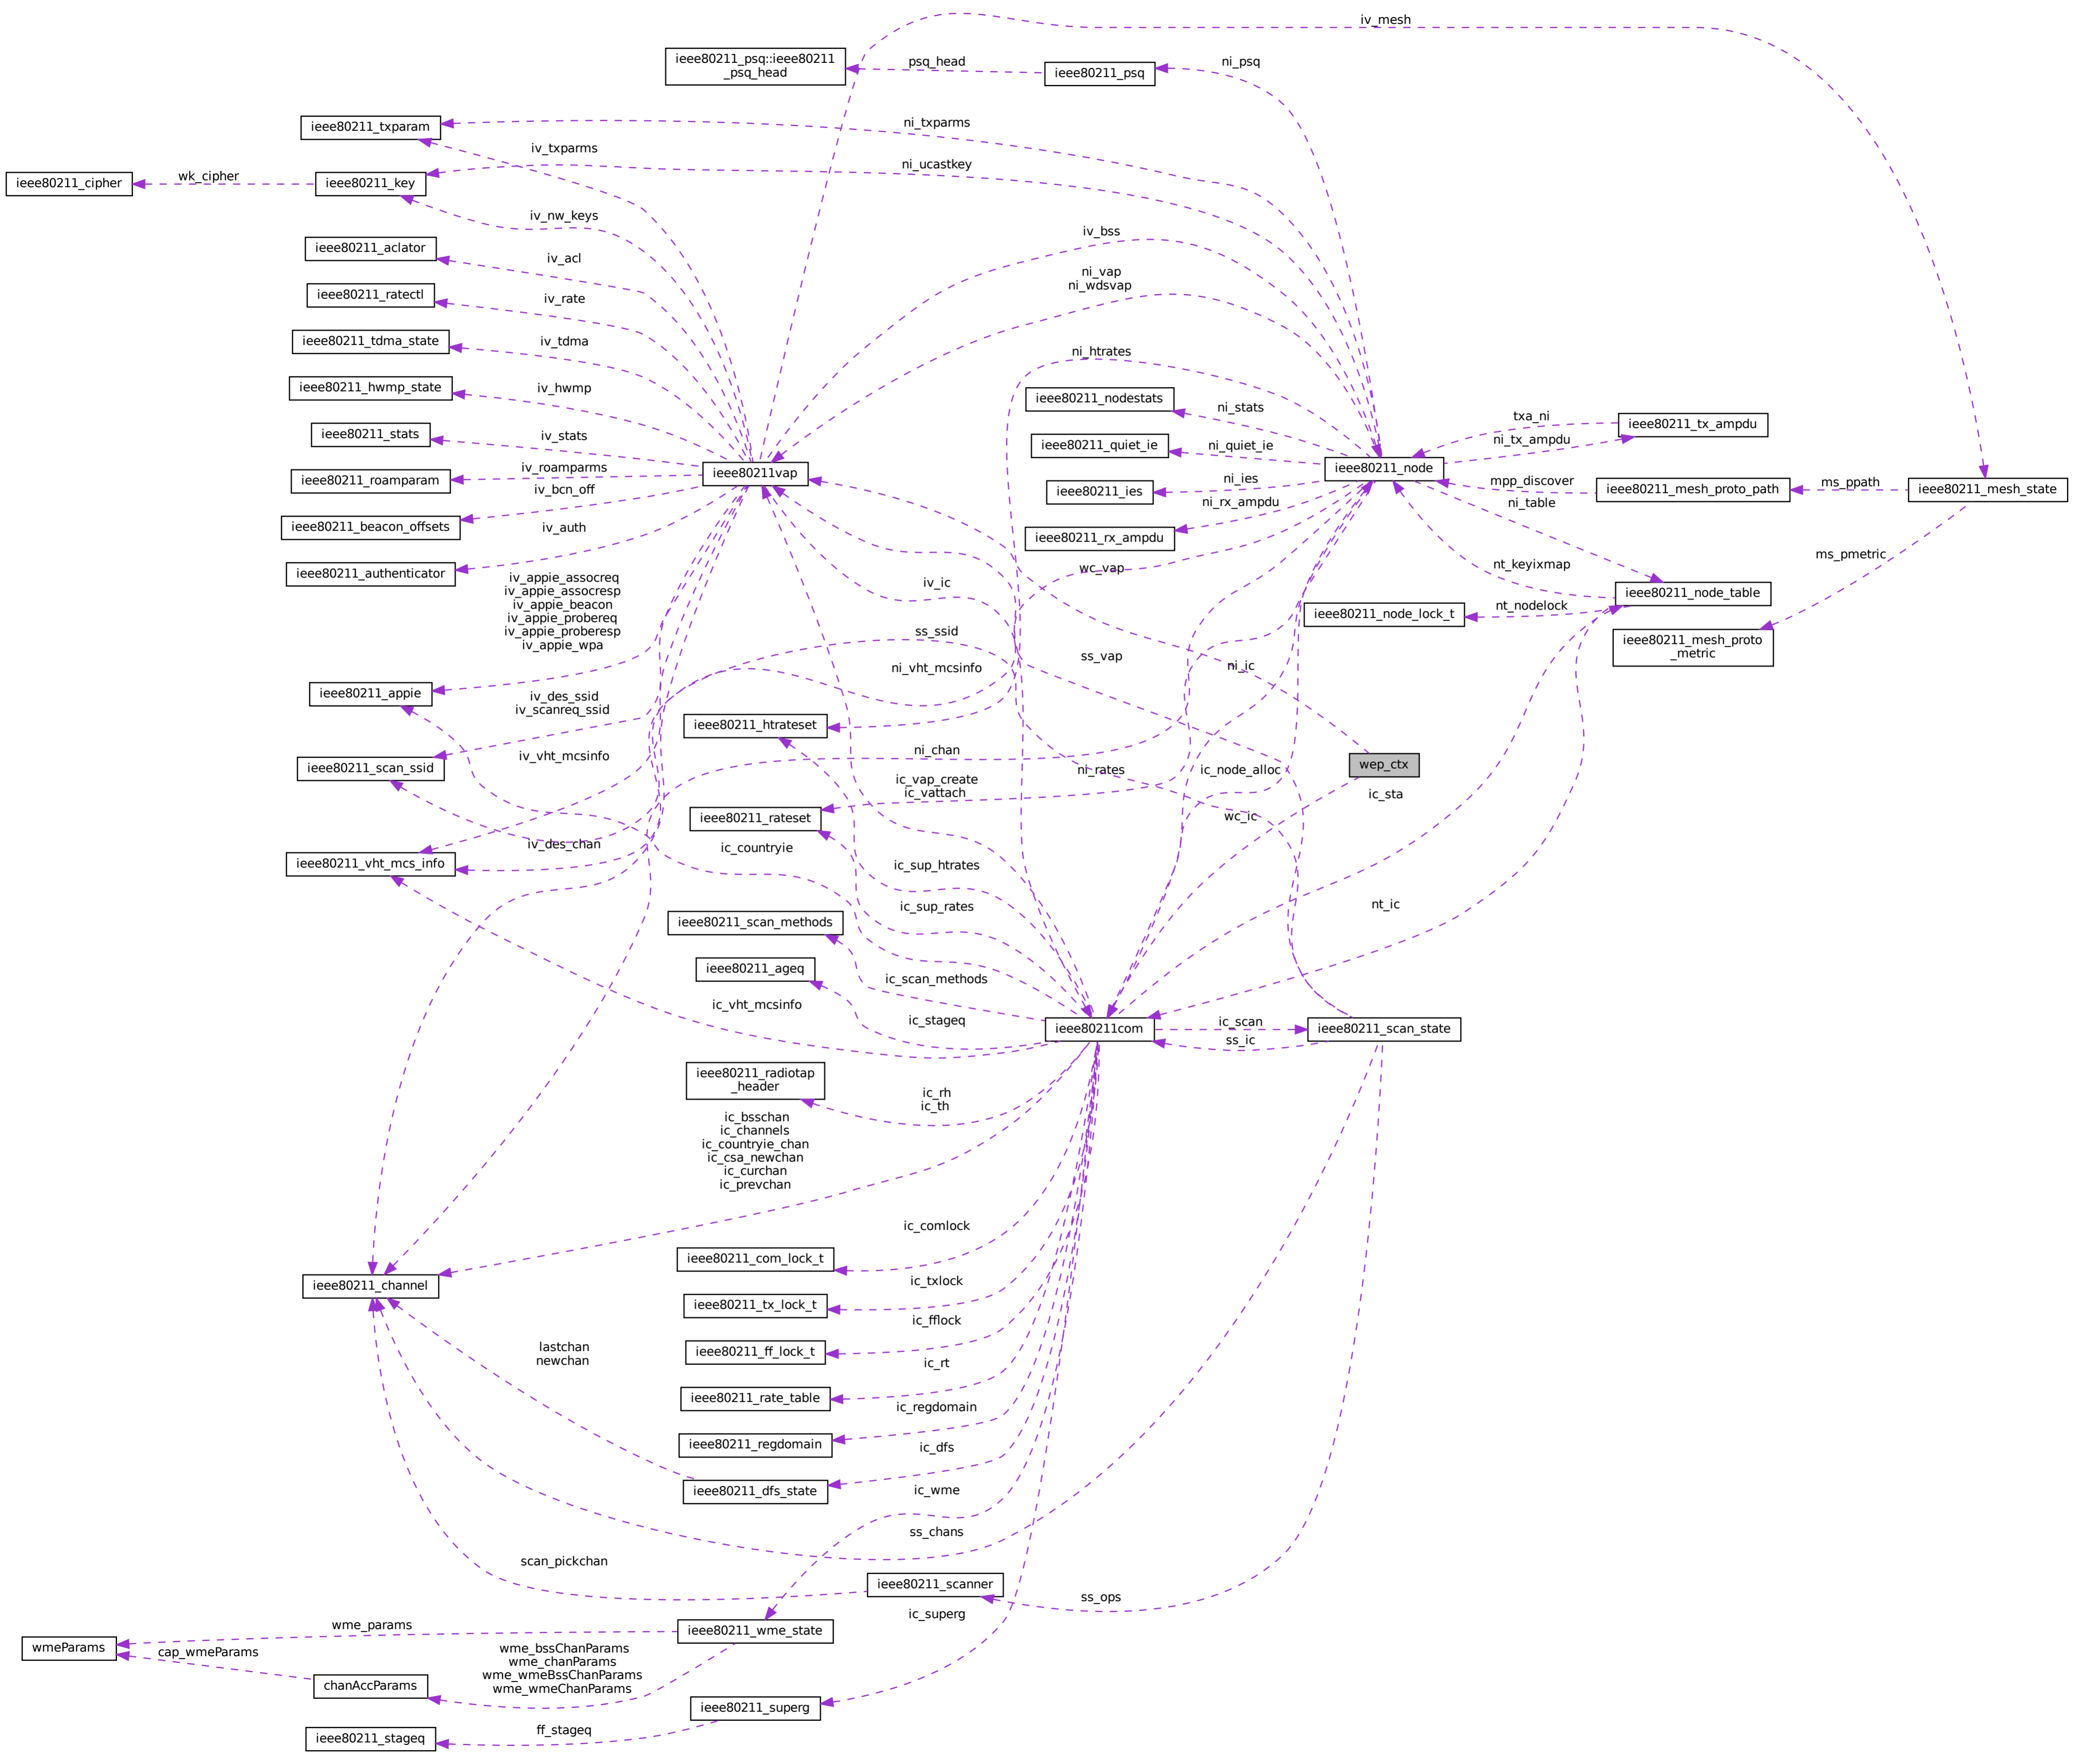 iv_mesh
ieee80211_psq::ieee80211
_psq_head
psq_head
ieee80211_psq
ni_psq
ieee80211_txparam
ni_txparms
iv_txparms
ni_ucastkey
ieee80211_cipher
wk_cipher
ieee80211_key
iv_nw_keys
iv_bss
ieee80211_aclator
iv_acl
ni_vap
ni_wdsvap
ieee80211_ratectl
iv_rate
ieee80211_tdma_state
iv_tdma
ni_htrates
ieee80211_hwmp_state
iv_hwmp
ieee80211_nodestats
ni_stats
txa_ni
ieee80211_tx_ampdu
ieee80211_stats
iv_stats
ieee80211_quiet_ie
ni_quiet_ie
ni_tx_ampdu
ieee80211vap
ieee80211_node
ieee80211_roamparam
iv_roamparms
iv_bcn_off
ieee80211_ies
ni_ies
ni_rx_ampdu
mpp_discover
ni_table
ieee80211_mesh_proto_path
ms_ppath
ieee80211_mesh_state
ieee80211_beacon_offsets
iv_auth
ieee80211_rx_ampdu
ms_pmetric
ieee80211_authenticator
wc_vap
nt_keyixmap
iv_appie_assocreq
iv_appie_assocresp
iv_appie_beacon
iv_appie_probereq
iv_appie_proberesp
iv_appie_wpa
iv_ic
ieee80211_node_table
nt_nodelock
ieee80211_node_lock_t
ieee80211_mesh_proto
_metric
ss_ssid
ss_vap
ni_vht_mcsinfo
ni_ic
ieee80211_appie
iv_des_ssid
iv_scanreq_ssid
ieee80211_htrateset
ieee80211_scan_ssid
iv_vht_mcsinfo
ni_chan
ni_rates
ic_node_alloc
wep_ctx
ic_vap_create
ic_vattach
ic_sta
ieee80211_rateset
wc_ic
ieee80211_vht_mcs_info
iv_des_chan
ic_countryie
ic_sup_htrates
ic_sup_rates
nt_ic
ieee80211_scan_methods
ieee80211_ageq
ic_scan_methods
ic_vht_mcsinfo
ic_stageq
ieee80211com
ic_scan
ss_ic
ieee80211_scan_state
ieee80211_radiotap
_header
ic_rh
ic_th
ic_bsschan
ic_channels
ic_countryie_chan
ic_csa_newchan
ic_curchan
ic_prevchan
ic_comlock
ieee80211_com_lock_t
ieee80211_channel
ic_txlock
ieee80211_tx_lock_t
ic_fflock
ieee80211_ff_lock_t
lastchan
newchan
ic_rt
ieee80211_rate_table
ic_regdomain
ieee80211_regdomain
ic_dfs
ieee80211_dfs_state
ic_wme
ss_chans
scan_pickchan
ieee80211_scanner
ss_ops
ic_superg
wme_params
ieee80211_wme_state
wmeParams
cap_wmeParams
wme_bssChanParams
wme_chanParams
wme_wmeBssChanParams
wme_wmeChanParams
chanAccParams
ieee80211_superg
ff_stageq
ieee80211_stageq